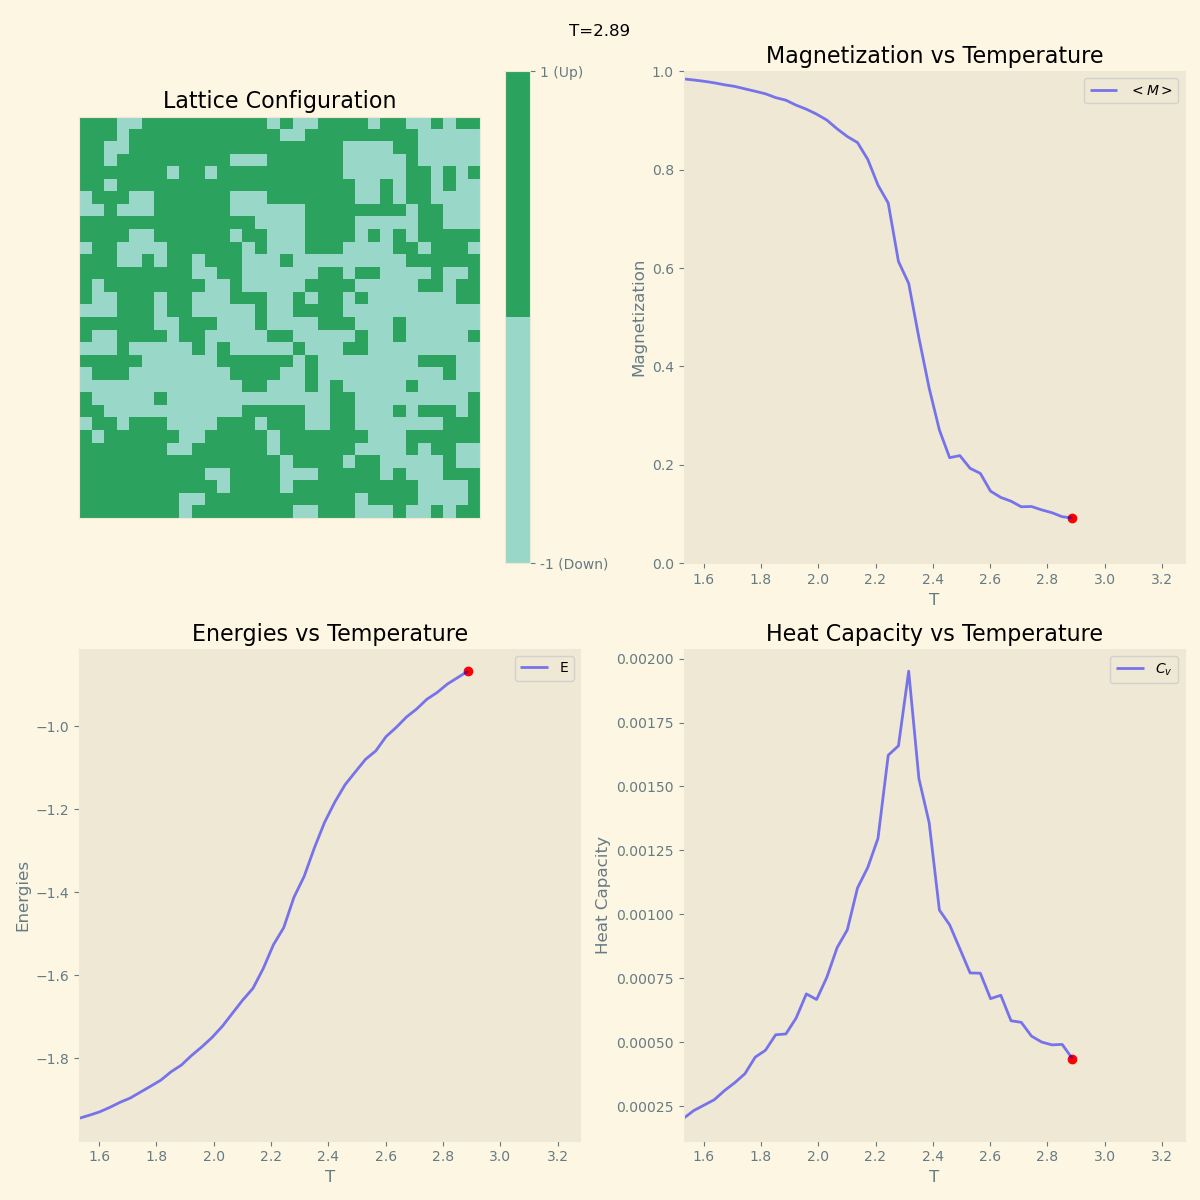 T=2.89
Lattice Configuration
1 (Up)
-1 (Down)
Magnetization vs Temperature
<M>
Magnetization
1.0
0.8
0.6
0.4
0.2
0.0
1.6 1.8 2.0 2.2 2.4 2.6 2.8 3.0 3.2
T
Energies vs Temperature
E
Energies
−1.0
−1.2
−1.4
−1.6
−1.8
1.6 1.8 2.0 2.2 2.4 2.6 2.8 3.0 3.2
T
Heat Capacity vs Temperature
Cv
Heat Capacity
0.00200
0.00175
0.00150
0.00125
0.00100
0.00075
0.00050
0.00025
1.6 1.8 2.0 2.2 2.4 2.6 2.8 3.0 3.2
T